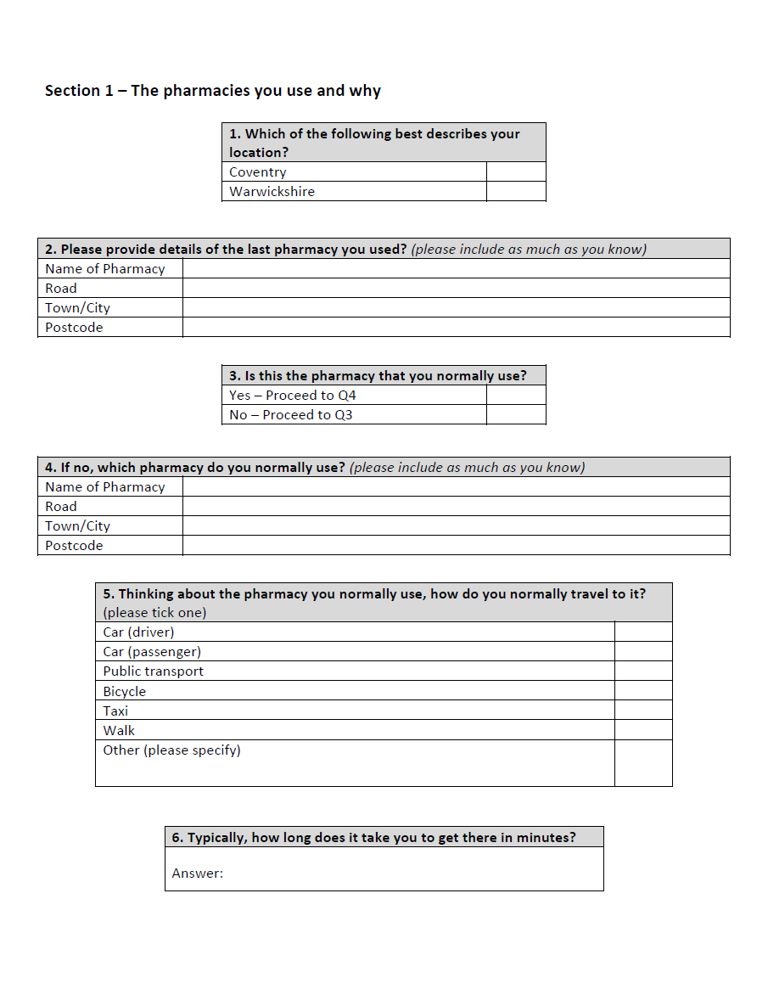 Section 1 – The pharmacies you use and why
1. Which of the following best describes your
location?
Coventry
Warwickshire
2. Please provide details of the last pharmacy you used? (please include as much as you know)
Name of Pharmacy
Road
Town/City
Postcode
3. Is this the pharmacy that you normally use?
Yes – Proceed to Q4
No – Proceed to Q3
4. If no, which pharmacy do you normally use? (please include as much as you know)
Name of Pharmacy
Road
Town/City
Postcode
5. Thinking about the pharmacy you normally use, how do you normally travel to it?
(please tick one)
Car (driver)
Car (passenger)
Public transport
Bicycle
Taxi
Walk
Other (please specify)
6. Typically, how long does it take you to get there in minutes?
Answer: